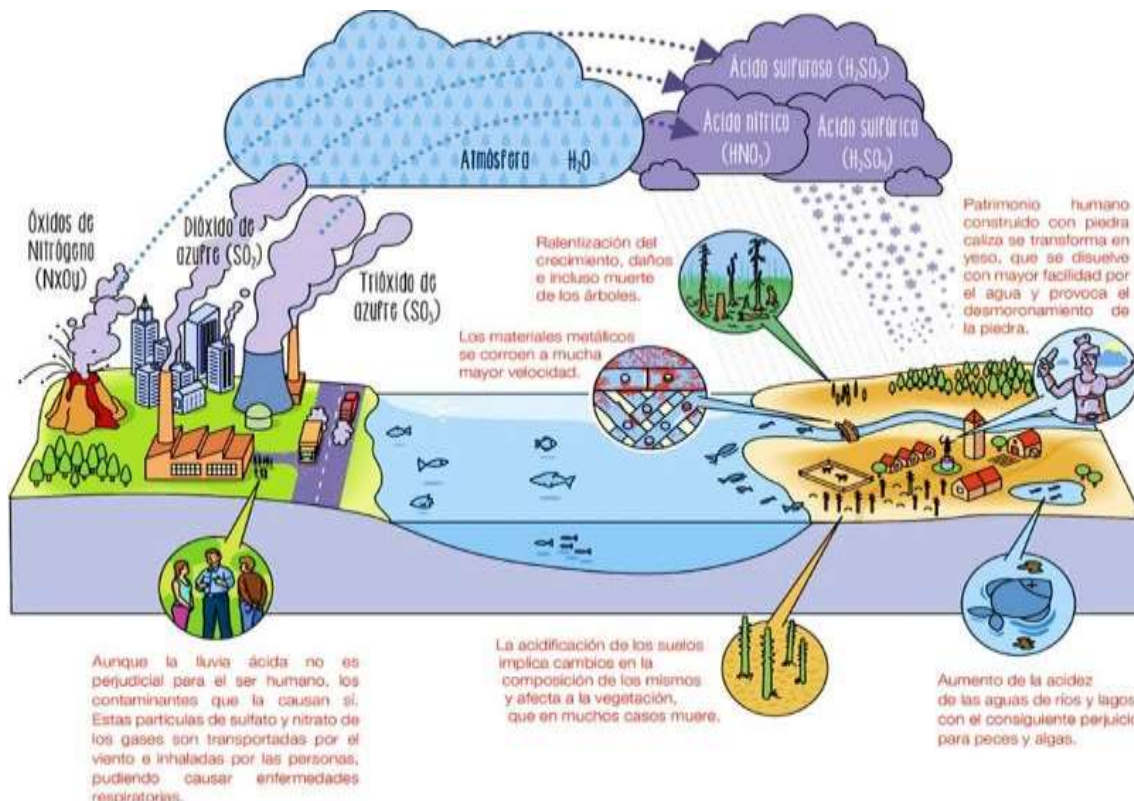 Ácido sulfuroso (H₂SO₃)
Ácido nítrico
(HNO₃)
Ácido sulfúrico
(H₂SO₄)
Atmósfera H₂O
Óxidos de
Nitrógeno
(NxOy)
Dióxido de
azufre (SO₂)
Trióxido de
azufre (SO₃)
Ralentización del
crecimiento, daños
e incluso muerte
de los árboles.
Los materiales metálicos
se corroen a mucha
mayor velocidad.
Patrimonio humano
construido con piedra
caliza se transforma en
yeso, que se disuelve
con mayor facilidad por
el agua y provoca el
desmoronamiento de
la piedra.
Aunque la lluvia ácida no es
perjudicial para el ser humano, los
contaminantes que la causan sí.
Estas partículas de sulfato y nitrato de
los gases son transportadas por el
viento e inhaladas por las personas,
pudiendo causar enfermedades
respiratorias.
La acidificación de los suelos
implica cambios en la
composición de los mismos
y afecta a la vegetación,
que en muchos casos muere.
Aumento de la acidez
de las aguas de ríos y lagos
con el consiguiente perjuicio
para peces y algas.